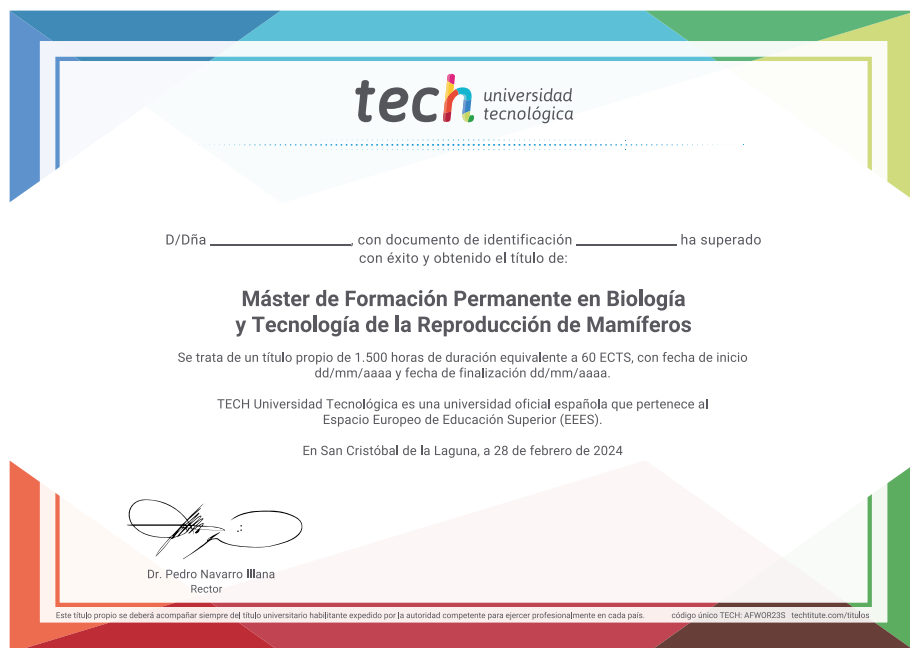 tech universidad
tecnológica
D/Dña ______________, con documento de identificación __________ ha superado
con éxito y obtenido el título de:
Máster de Formación Permanente en Biología
y Tecnología de la Reproducción de Mamíferos
Se trata de un título propio de 1.500 horas de duración equivalente a 60 ECTS, con fecha de inicio
dd/mm/aaaa y fecha de finalización dd/mm/aaaa.
TECH Universidad Tecnológica es una universidad oficial española que pertenece al
Espacio Europeo de Educación Superior (EEES).
En San Cristóbal de la Laguna, a 28 de febrero de 2024
Dr. Pedro Navarro Illana
Rector
Este título propio se deberá acompañar siempre del título universitario habilitante expedido por la autoridad competente para ejercer profesionalmente en cada país. código único TECH: AFWOR23S techtitute.com/titulos